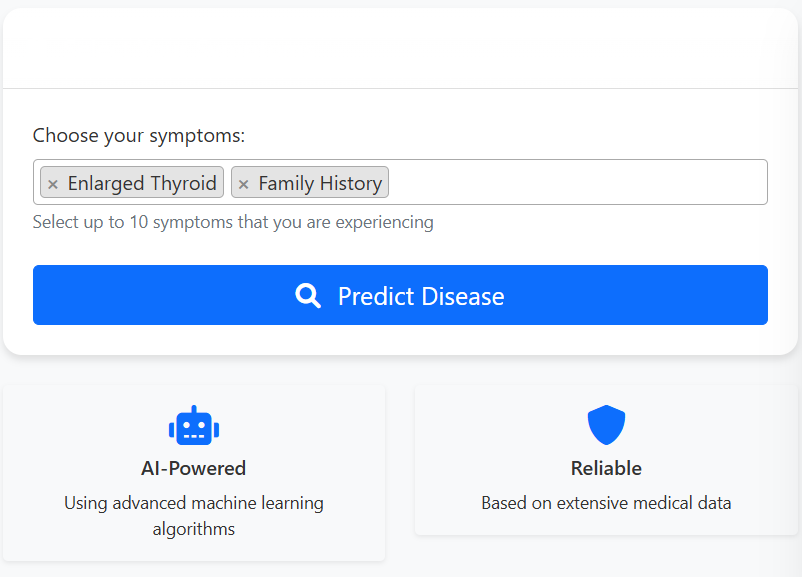 Choose your symptoms:
× Enlarged Thyroid × Family History
Select up to 10 symptoms that you are experiencing
Predict Disease
AI-Powered
Using advanced machine learning
algorithms
Reliable
Based on extensive medical data